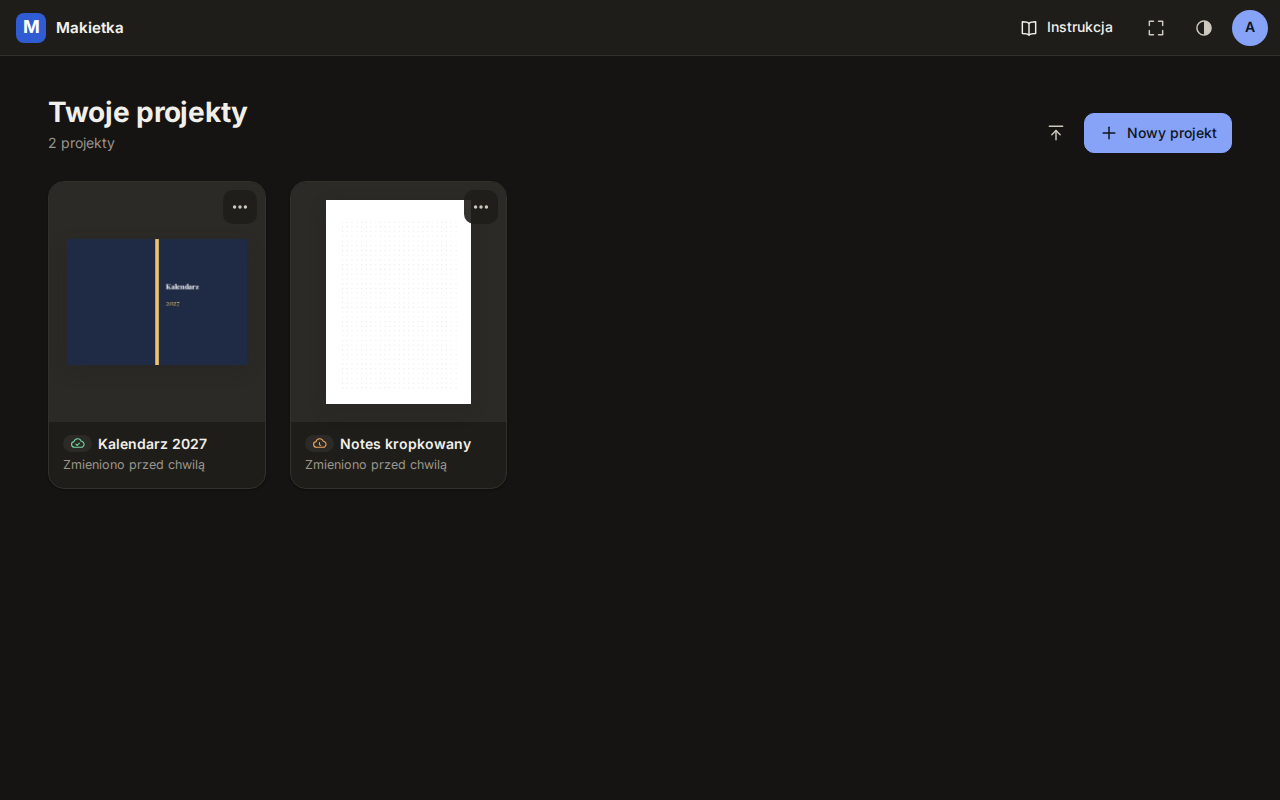 M Makietka
Instrukcja
A
Twoje projekty
2 projekty
Nowy projekt
Kalendarz
2027
Kalendarz 2027
Zmieniono przed chwilą
Notes kropkowany
Zmieniono przed chwilą